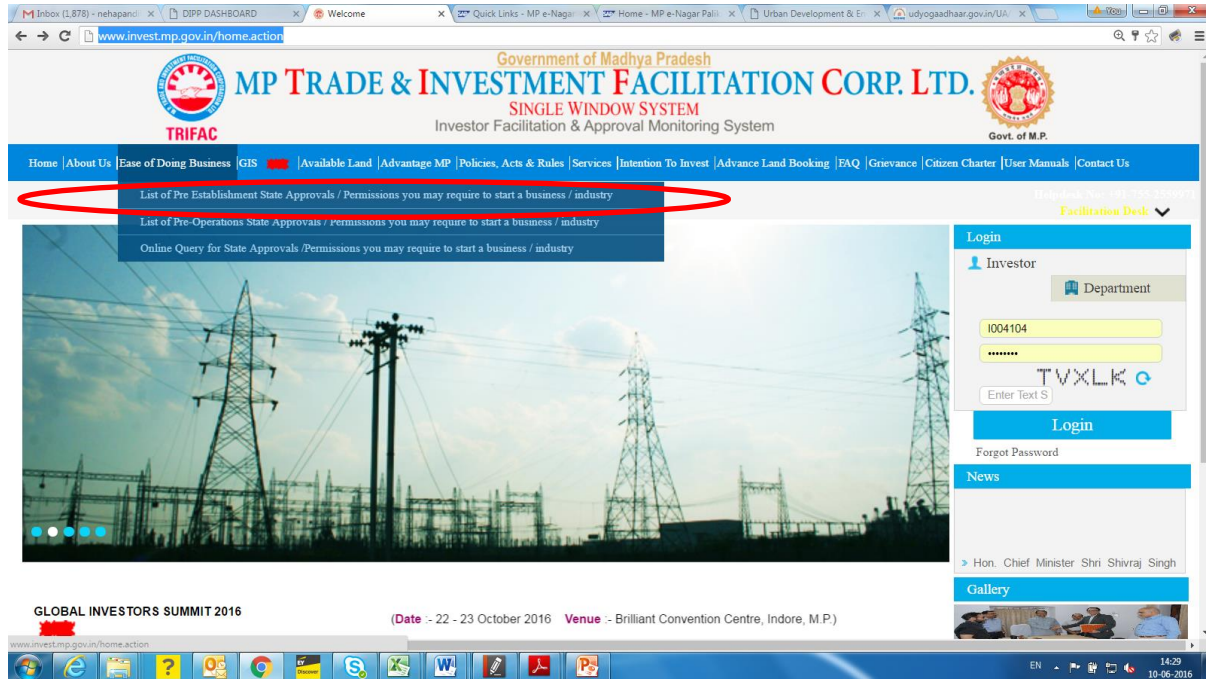 Inbox (1,878) - nehapandi
DIPP DASHBOARD
Welcome
Quick Links - MP e-Nagar
Home - MP e-Nagar Pali
Urban Development & En
udyogaadhaar.gov.in/UA/
You
www.invest.mp.gov.in/home.action
Government of Madhya Pradesh
MP TRADE & INVESTMENT FACILITATION CORP. LTD.
SINGLE WINDOW SYSTEM
Investor Facilitation & Approval Monitoring System
TRIFAC
Govt. of M.P.
Home |About Us |Ease of Doing Business |GIS |Available Land |Advantage MP |Policies, Acts & Rules |Services |Intention To Invest |Advance Land Booking |FAQ |Grievance |Citizen Charter |User Manuals |Contact Us
List of Pre Establishment State Approvals / Permissions you may require to start a business / industry
List of Pre-Operations State Approvals / Permissions you may require to start a business / industry
Online Query for State Approvals /Permissions you may require to start a business / industry
Facilitation Desk
Login
Investor
Department
I004104
TVXLK
Enter Text S
Login
Forgot Password
News
Hon. Chief Minister Shri Shivraj Singh
Gallery
GLOBAL INVESTORS SUMMIT 2016
(Date :- 22 - 23 October 2016 Venue :- Brilliant Convention Centre, Indore, M.P.)
www.invest.mp.gov.in/home.action
EY
Discover
EN
14:29
10-06-2016